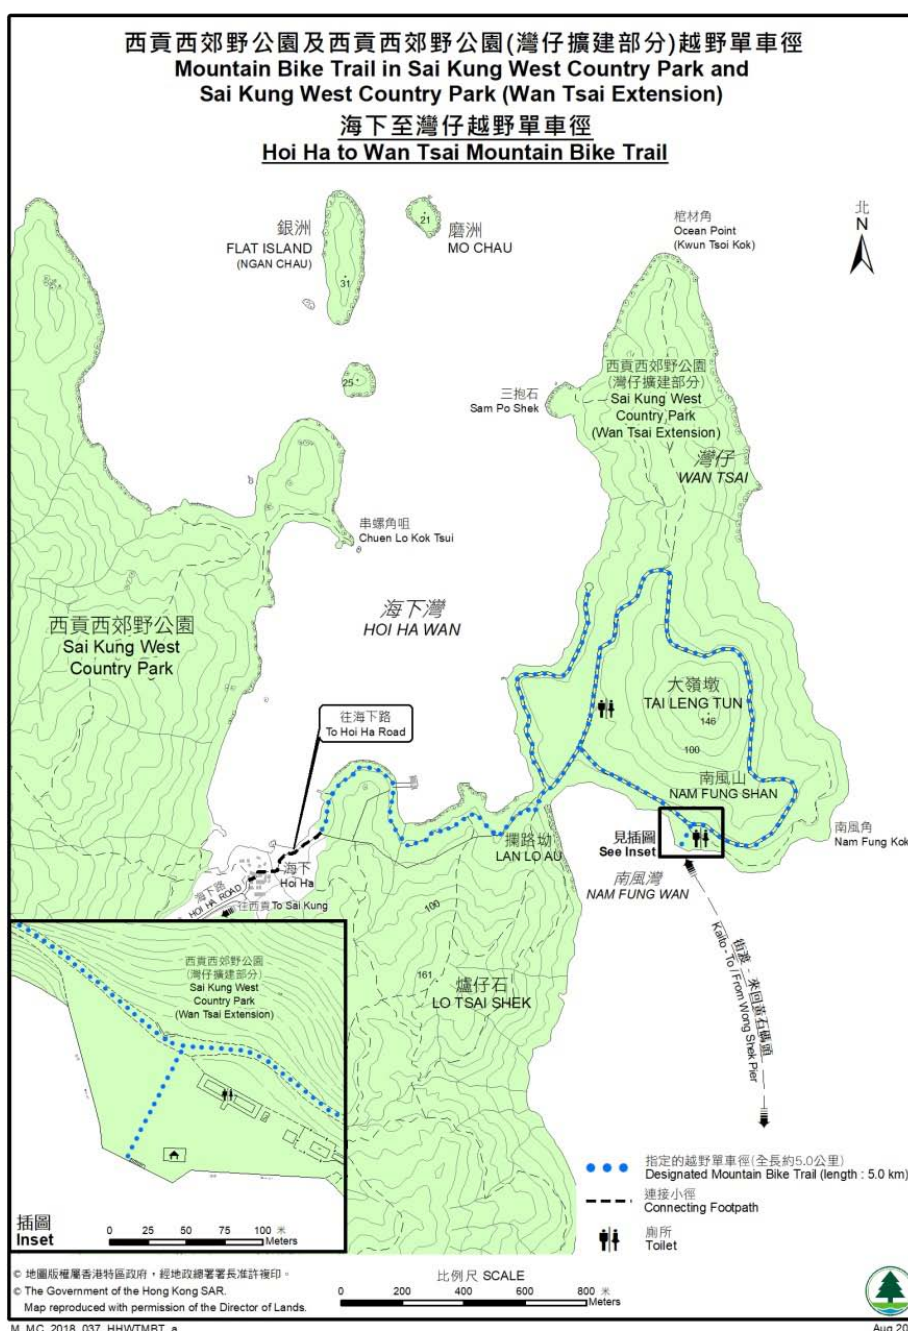 西貢西郊野公園及西貢西郊野公園(灣仔擴建部分)越野單車徑
Mountain Bike Trail in Sai Kung West Country Park and
Sai Kung West Country Park (Wan Tsai Extension)
海下至灣仔越野單車徑
Hoi Ha to Wan Tsai Mountain Bike Trail
北
N
銀洲
FLAT ISLAND
(NGAN CHAU)
31
21
磨洲
MO CHAU
棺材角
Ocean Point
(Kwun Tsoi Kok)
25
三抱石
Sam Po Shek
西貢西郊野公園
(灣仔擴建部分)
Sai Kung West
Country Park
(Wan Tsai Extension)
灣仔
WAN TSAI
串螺角咀
Chuen Lo Kok Tsui
海下灣
HOI HA WAN
西貢西郊野公園
Sai Kung West
Country Park
大嶺墩
TAI LENG TUN
146
100
往海下路
To Hoi Ha Road
南風山
NAM FUNG SHAN
南風角
Nam Fung Kok
見插圖
See Inset
攔路坳
LAN LO AU
南風灣
NAM FUNG WAN
海下
Hoi Ha
海下路
HOI HA ROAD
往西貢To Sai Kung
100
161
爐仔石
LO TSAI SHEK
街渡 - 來回黃石碼頭
Kaito - To / From Wong Shek Pier
西貢西郊野公園
(灣仔擴建部分)
Sai Kung West
Country Park
(Wan Tsai Extension)
插圖
Inset
0 25 50 75 100 米
Meters
指定的越野單車徑(全長約5.0公里)
Designated Mountain Bike Trail (length : 5.0 km)
連接小徑
Connecting Footpath
廁所
Toilet
© 地圖版權屬香港特區政府，經地政總署署長准許複印。
© The Government of the Hong Kong SAR.
Map reproduced with permission of the Director of Lands.
比例尺 SCALE
0 200 400 600 800 米
Meters
M_MC_2018_037_HHWTMBT_a
Aug 20